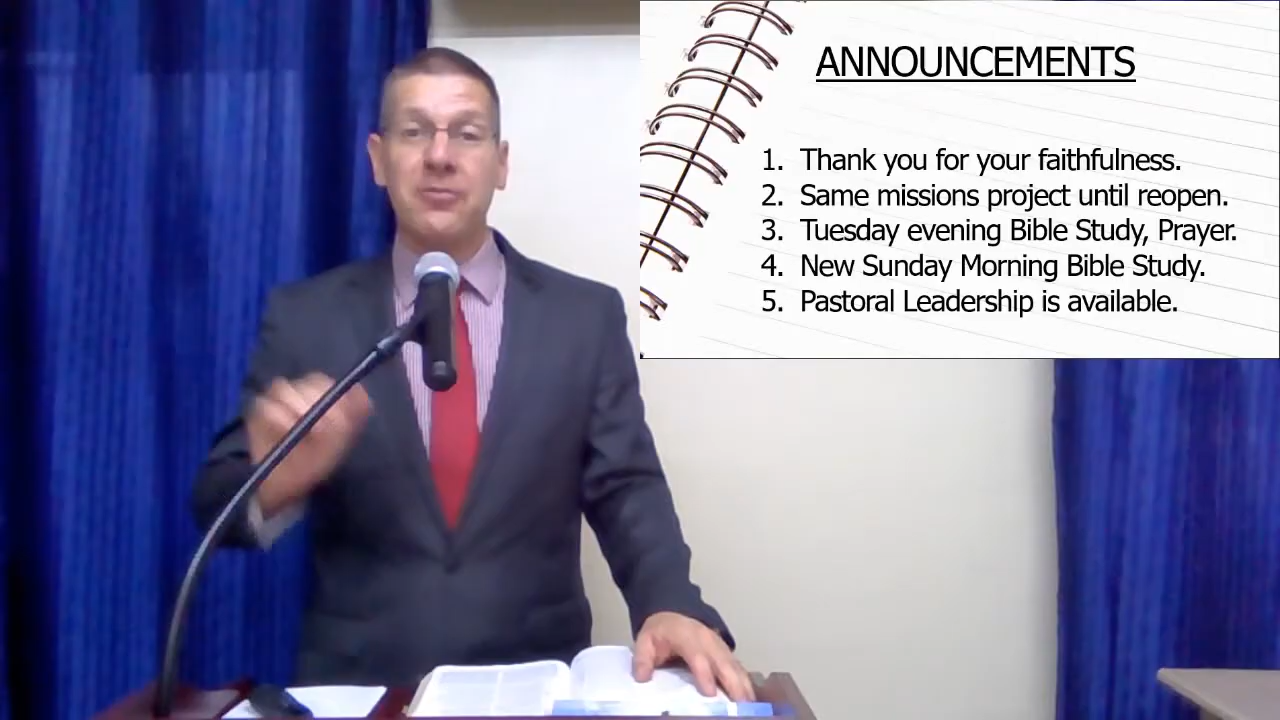 ANNOUNCEMENTS
1. Thank you for your faithfulness.
2. Same missions project until reopen.
3. Tuesday evening Bible Study, Prayer.
4. New Sunday Morning Bible Study.
5. Pastoral Leadership is available.